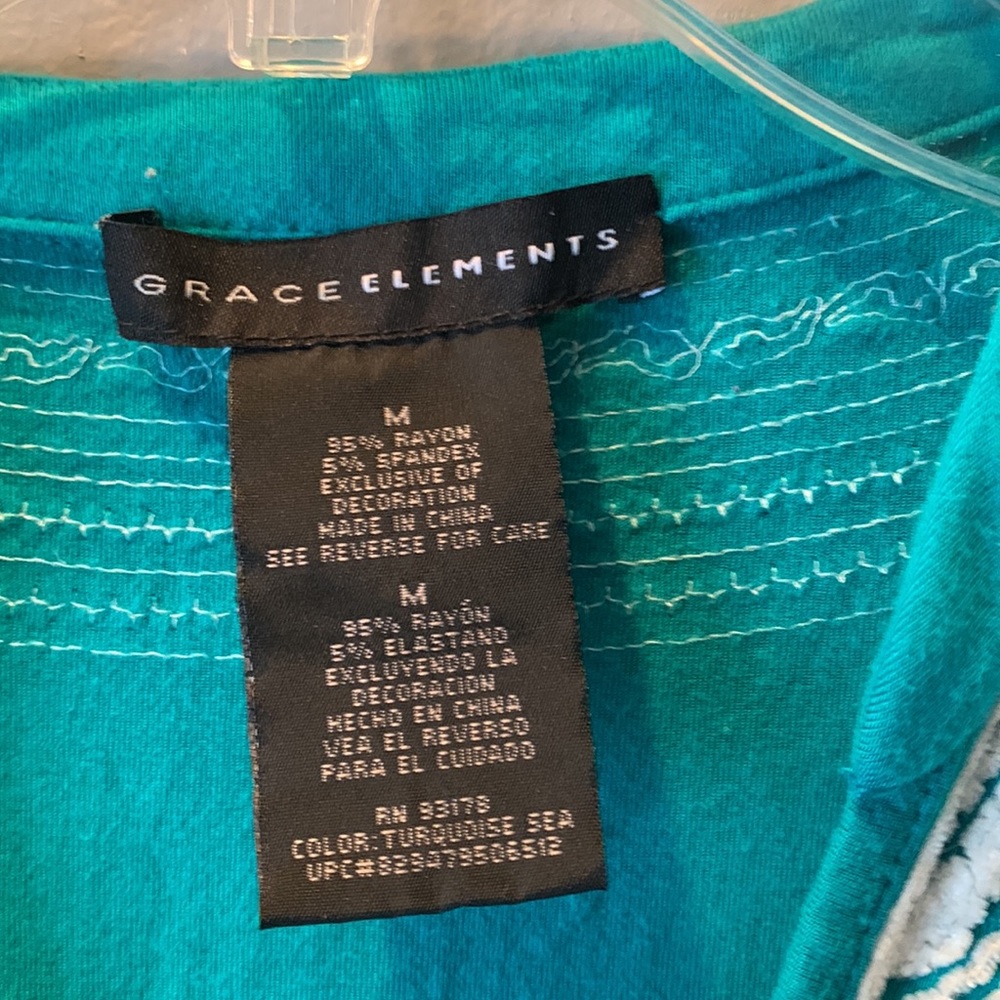 GRACE ELEMENTS
M
95% RAYON
5% SPANDEX
EXCLUSIVE OF
DECORATION
MADE IN CHINA
SEE REVERSE FOR CARE
M
95% RAYÓN
5% ELASTANO
EXCLUYENDO LA
DECORACION
HECHO EN CHINA
VEA EL REVERSO
PARA EL CUIDADO
RN 93178
COLOR:TURQUOISE SEA